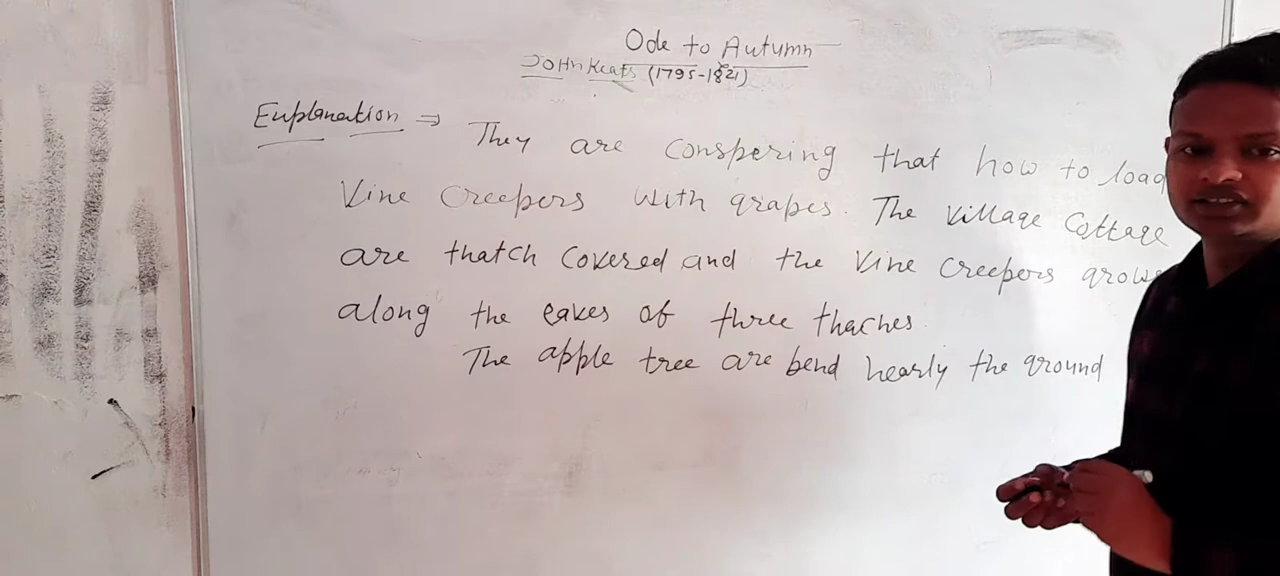 Ode to Autumn
John Keats (1795-1821)
Explanation ⇒ They are conspering that how to load
Vine Creepers with grapes. The Village Cottage
are thatch Covered and the Vine Creepers grows
along the eaves of three thaches.
The apple tree are bend nearly the ground